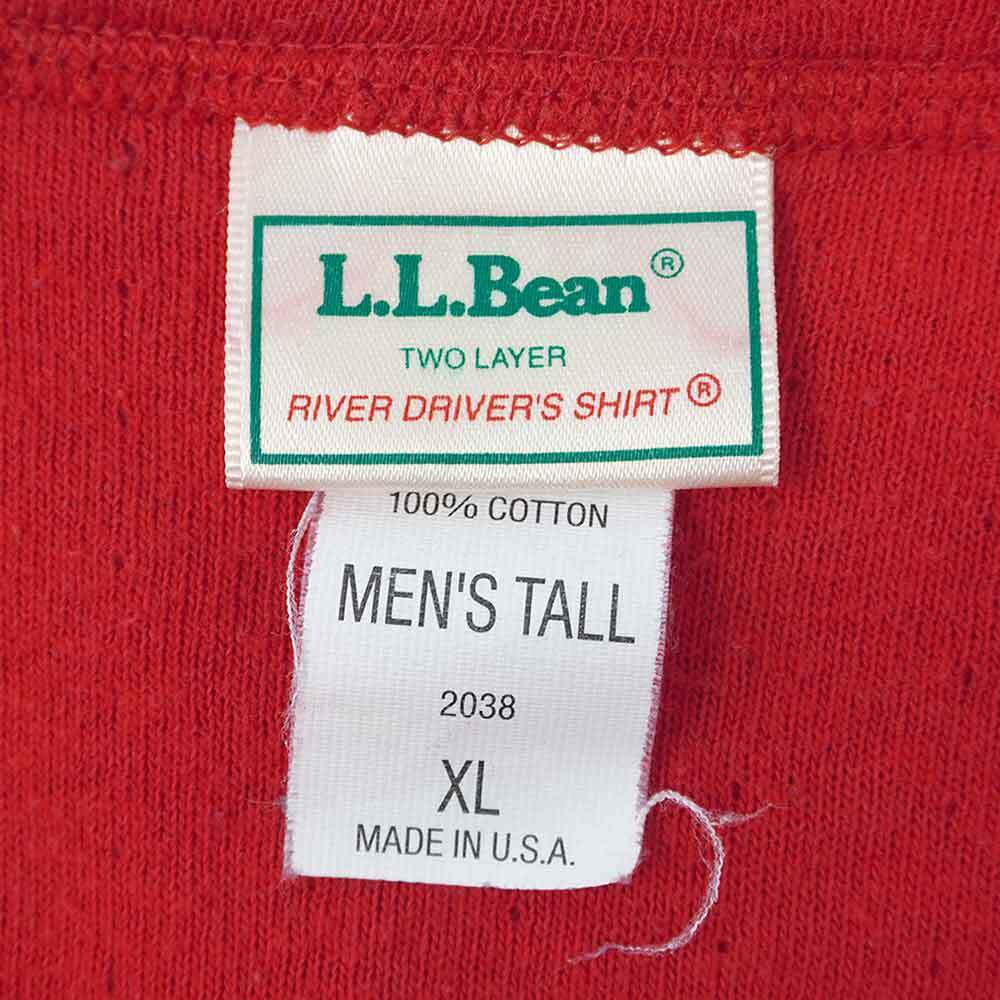 L.L.Bean®
TWO LAYER
RIVER DRIVER'S SHIRT®
100% COTTON
MEN'S TALL
2038
XL
MADE IN U.S.A.